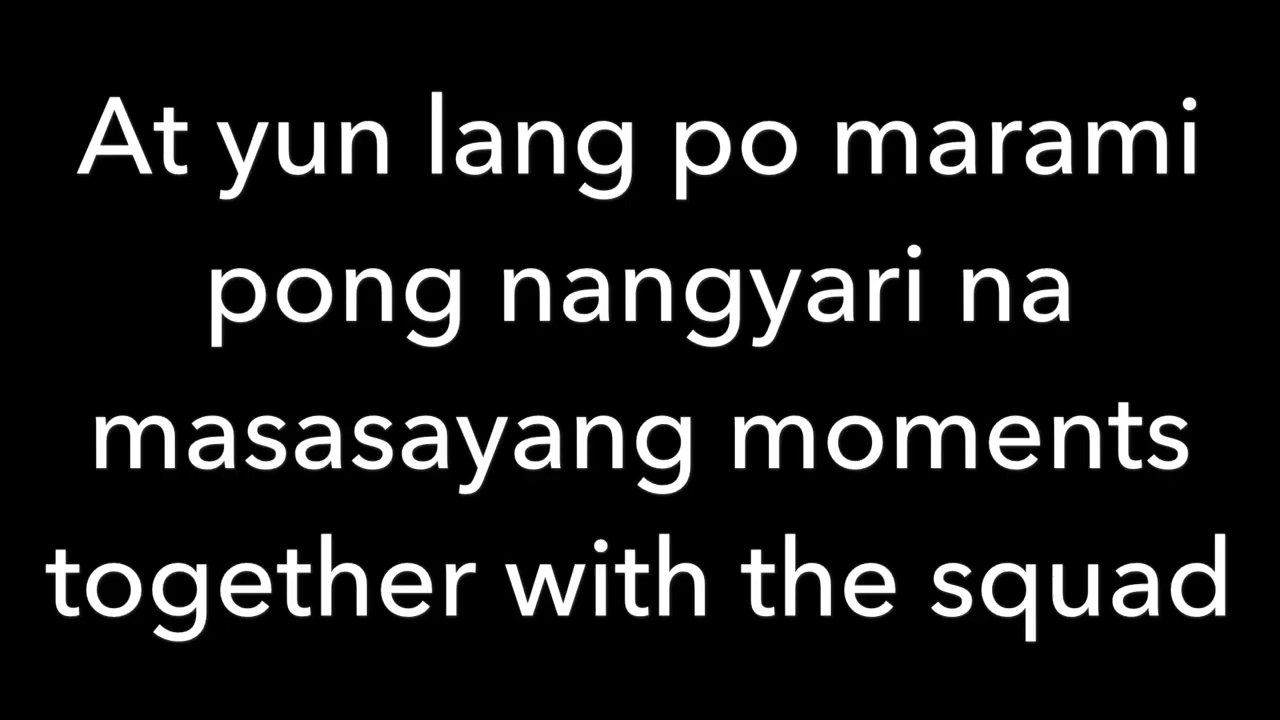 At yun lang po marami
pong nangyari na
masasayang moments
together with the squad